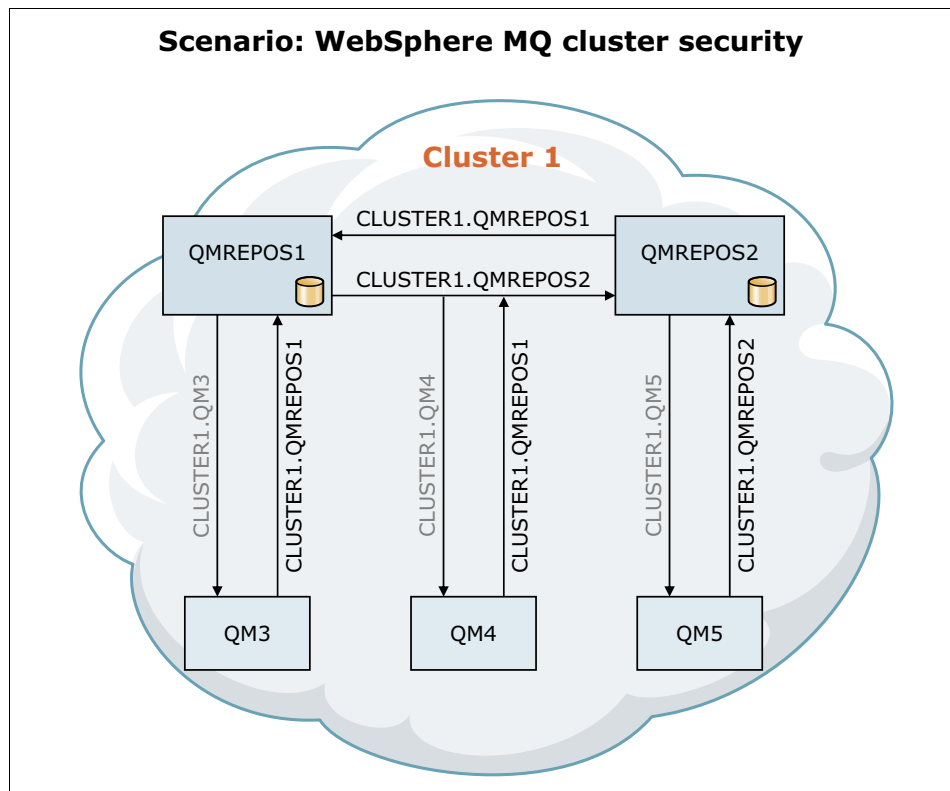 Scenario: WebSphere MQ cluster security
Cluster 1
CLUSTER1.QMREPOS1
QMREPOS1
QMREPOS2
CLUSTER1.QMREPOS2
CLUSTER1.QM3
CLUSTER1.QMREPOS1
CLUSTER1.QM4
CLUSTER1.QMREPOS1
CLUSTER1.QM5
CLUSTER1.QMREPOS2
QM3
QM4
QM5